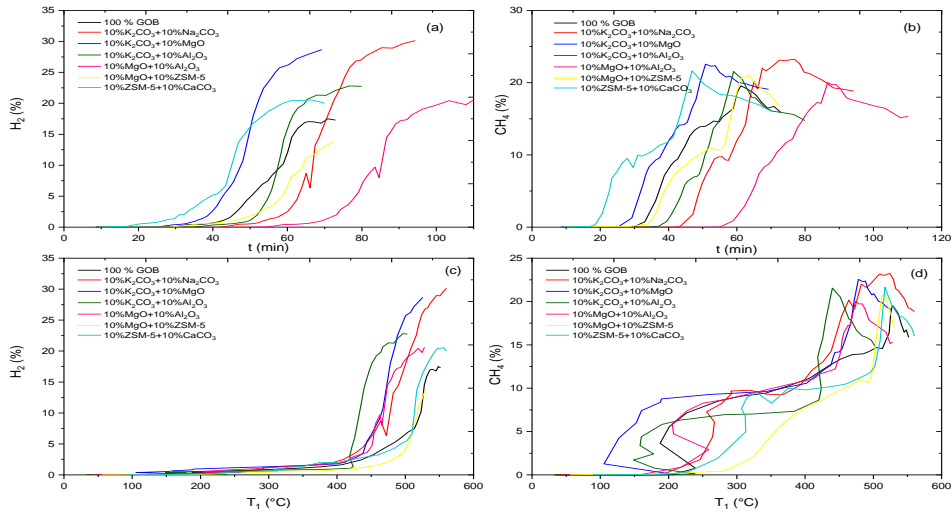 (a)
100 % GOB
10%K₂CO₃+10%Na₂CO₃
10%K₂CO₃+10%MgO
10%K₂CO₃+10%Al₂O₃
10%MgO+10%Al₂O₃
10%MgO+10%ZSM-5
10%ZSM-5+10%CaCO₃
H₂ (%)
35
30
25
20
15
10
5
0
0 20 40 60 80 100
t (min)
(b)
100 % GOB
10%K₂CO₃+10%Na₂CO₃
10%K₂CO₃+10%MgO
10%K₂CO₃+10%Al₂O₃
10%MgO+10%Al₂O₃
10%MgO+10%ZSM-5
10%ZSM-5+10%CaCO₃
CH₄ (%)
30
20
10
0
0 20 40 60 80 100 120
t (min)
(c)
100 % GOB
10%K₂CO₃+10%Na₂CO₃
10%K₂CO₃+10%MgO
10%K₂CO₃+10%Al₂O₃
10%MgO+10%Al₂O₃
10%MgO+10%ZSM-5
10%ZSM-5+10%CaCO₃
H₂ (%)
35
30
25
20
15
10
5
0
0 100 200 300 400 500 600
T₁ (°C)
(d)
100 % GOB
10%K₂CO₃+10%Na₂CO₃
10%K₂CO₃+10%MgO
10%K₂CO₃+10%Al₂O₃
10%MgO+10%Al₂O₃
10%MgO+10%ZSM-5
10%ZSM-5+10%CaCO₃
CH₄ (%)
25
20
15
10
5
0
0 100 200 300 400 500 600
T₁ (°C)